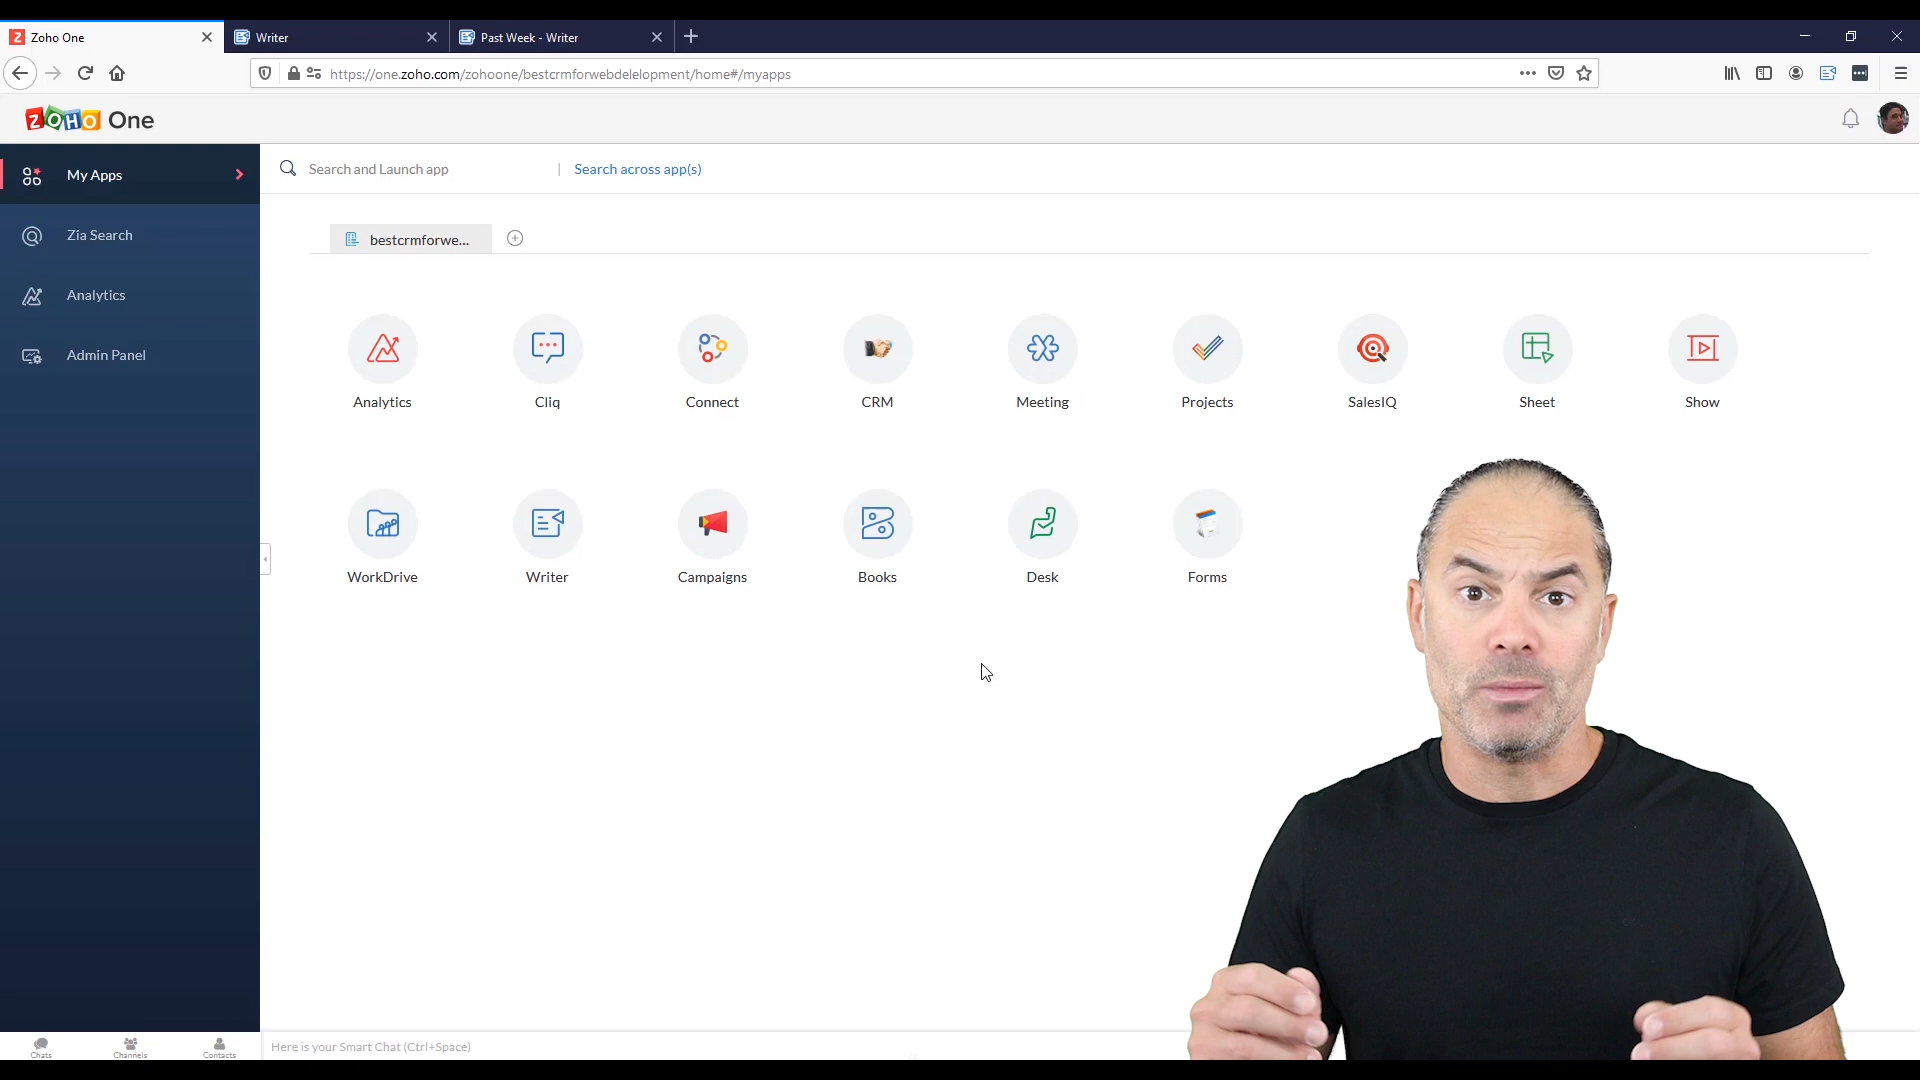 Zoho One
Writer
Past Week - Writer
https://one.zoho.com/zohoone/bestcrmforwebdelelopment/home#/myapps
ZOHO One
My Apps
Zia Search
Analytics
Admin Panel
Search and Launch app | Search across app(s)
bestcrmforwe...
Analytics
Cliq
Connect
CRM
Meeting
Projects
SalesIQ
Sheet
Show
WorkDrive
Writer
Campaigns
Books
Desk
Forms
Chats
Channels
Contacts
Here is your Smart Chat (Ctrl+Space)